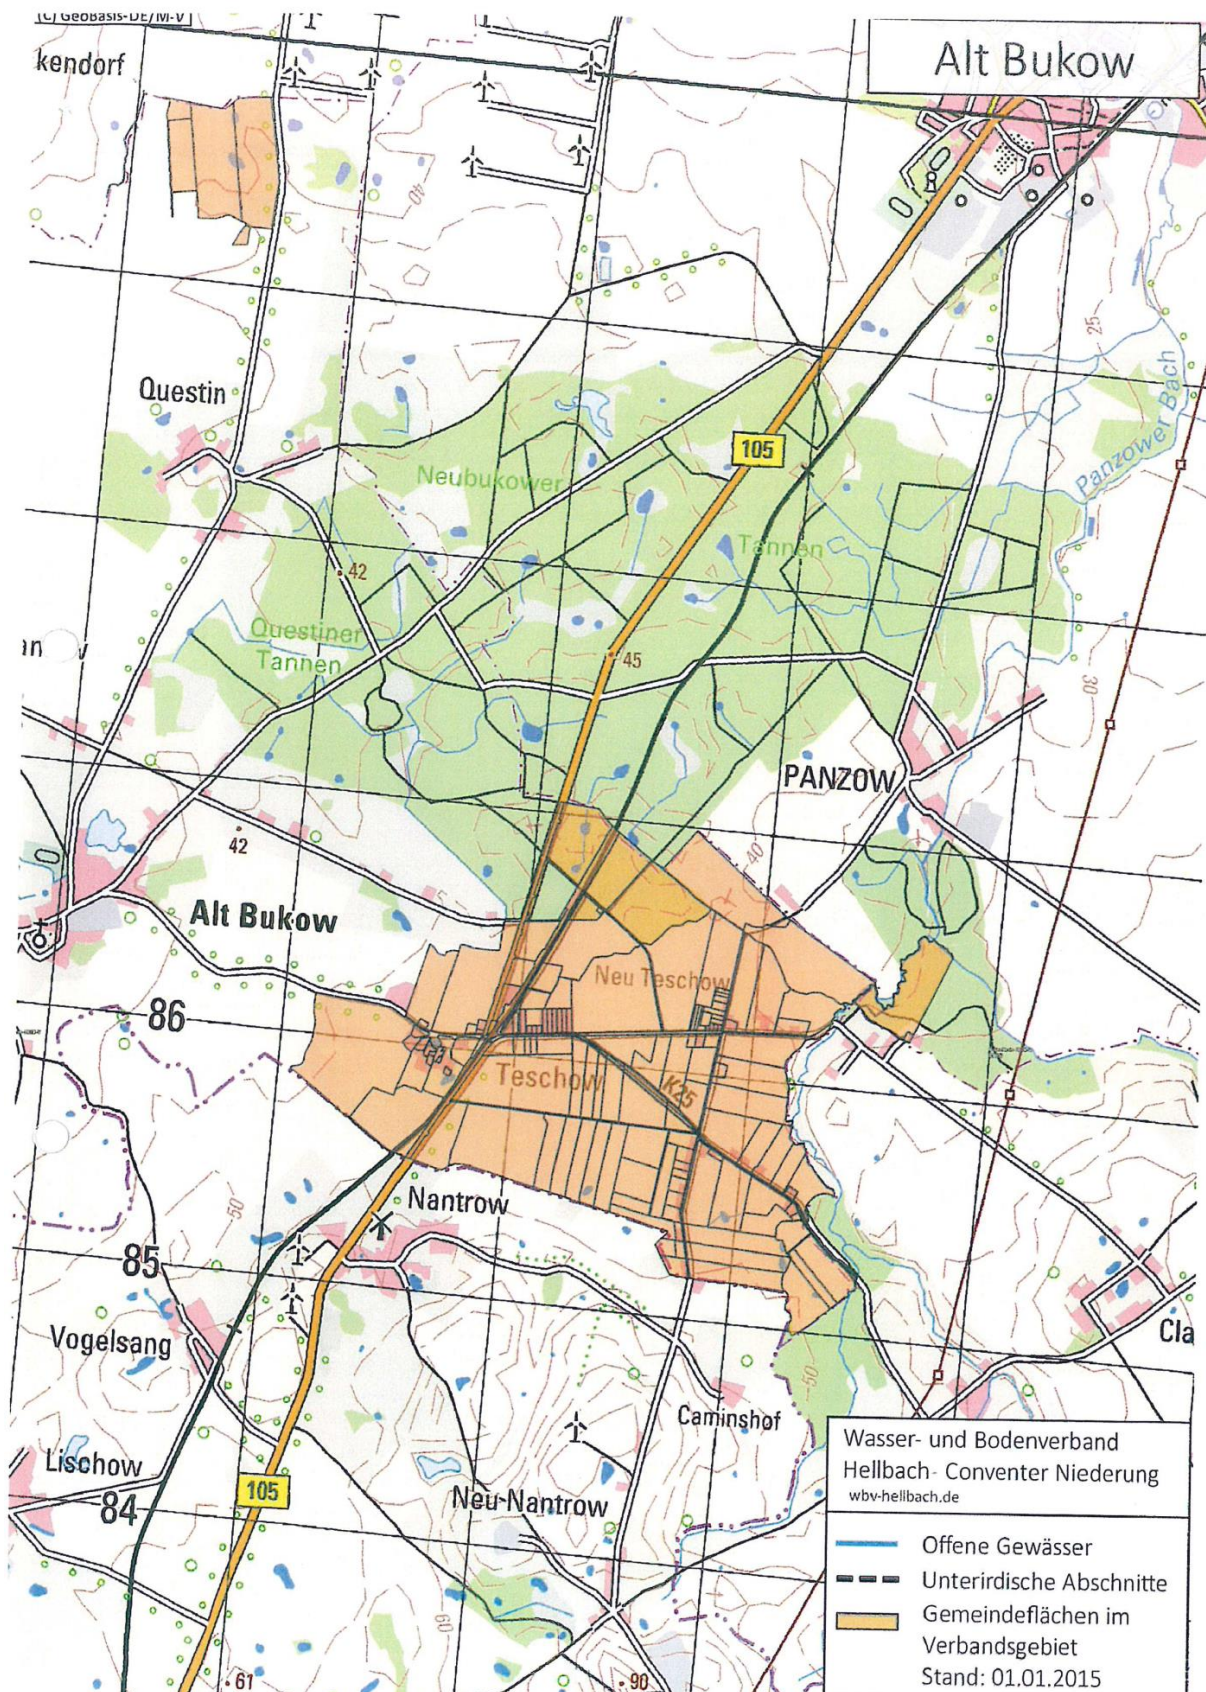 (C) GeoBasis-DE/M-V
Alt Bukow
kendorf
25
40
Questin
Panzower Bach
105
Neubukower
Tannen
42
Questiner
Tannen
45
30
PANZOW
42
40
Alt Bukow
Neu Teschow
86
Teschow
K25
50
Nantrow
85
Vogelsang
Cla
50
Caminshof
Lischow
105
84
Neu-Nantrow
60
61
90
Wasser- und Bodenverband
Hellbach- Conventer Niederung
wbv-hellbach.de
Offene Gewässer
Unterirdische Abschnitte
Gemeindeflächen im
Verbandsgebiet
Stand: 01.01.2015